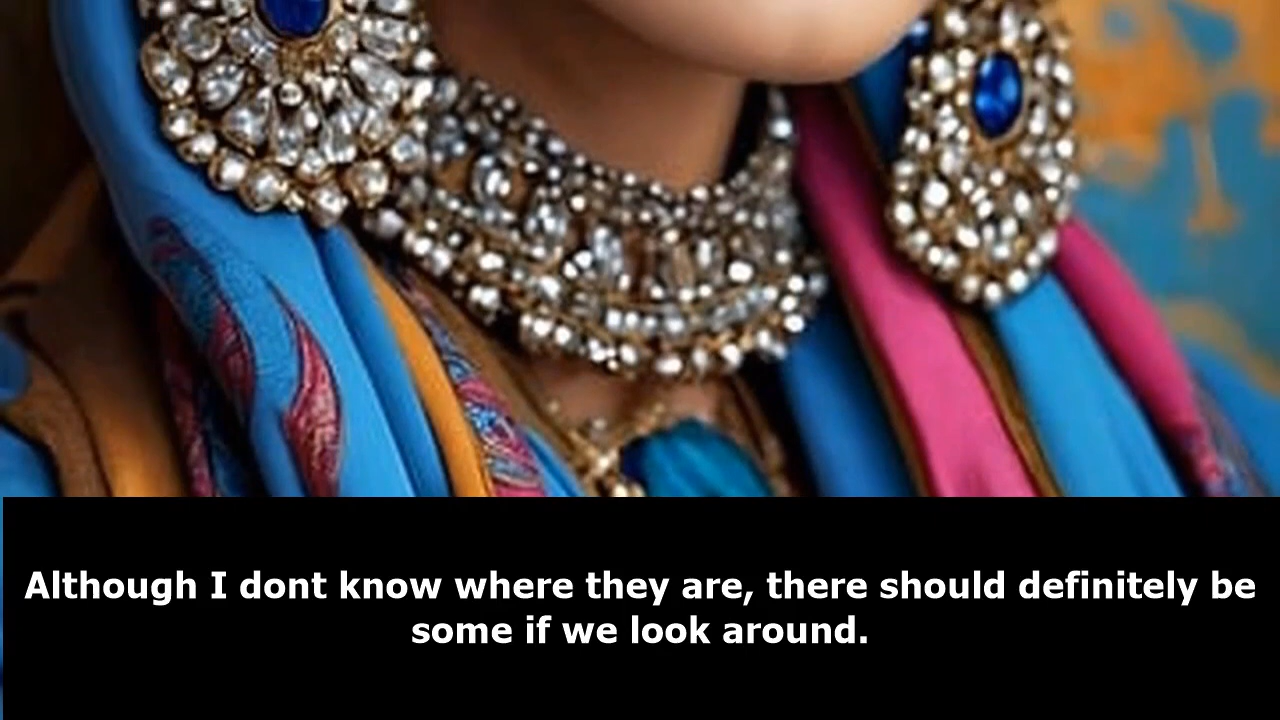 Although I dont know where they are, there should definitely be
some if we look around.